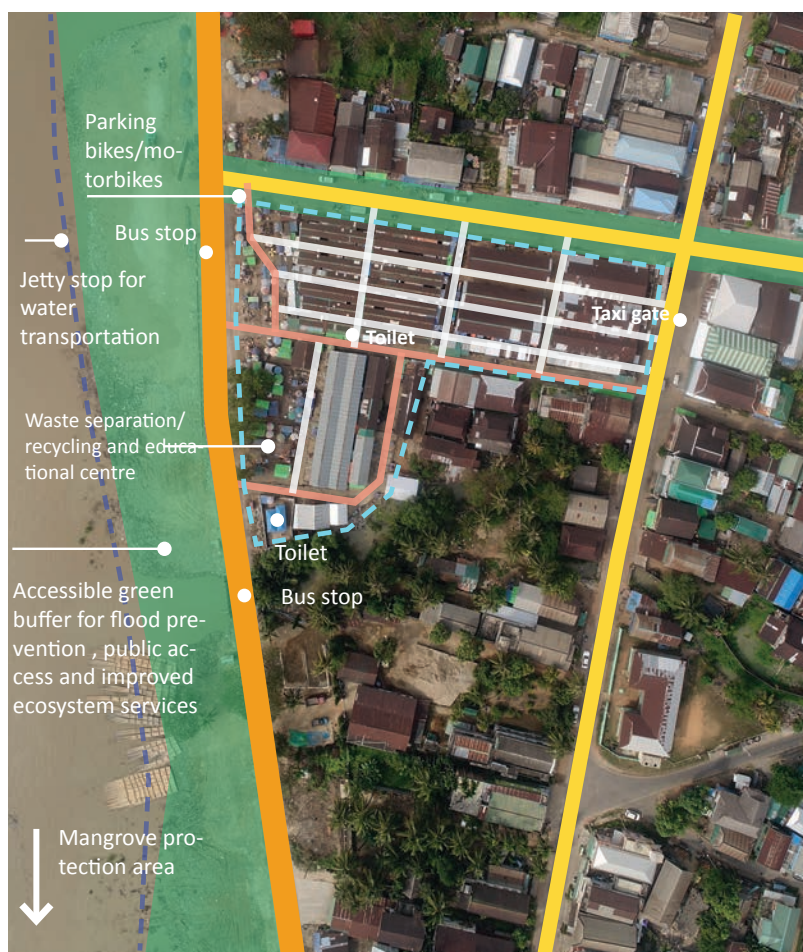 Parking
bikes/mo-
torbikes
Bus stop
Jetty stop for
water
transportation
Taxi gate
Toilet
Waste separation/
recycling and educa-
tional centre
Toilet
Bus stop
Accessible green
buffer for flood pre-
vention , public ac-
cess and improved
ecosystem services
Mangrove pro-
tection area